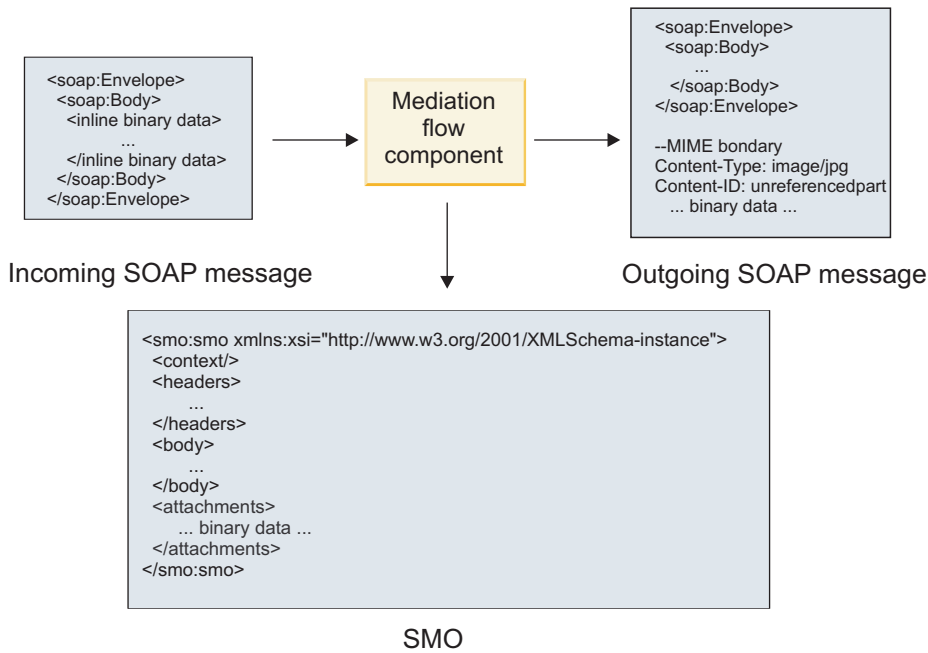 <soap:Envelope>
<soap:Body>
<inline binary data>
...
</inline binary data>
</soap:Body>
</soap:Envelope>
Incoming SOAP message
Mediation
flow
component
<soap:Envelope>
<soap:Body>
...
</soap:Body>
</soap:Envelope>
--MIME bondary
Content-Type: image/jpg
Content-ID: unreferencedpart
... binary data ...
Outgoing SOAP message
<smo:smo xmlns:xsi="http://www.w3.org/2001/XMLSchema-instance">
<context/>
<headers>
...
</headers>
<body>
...
</body>
<attachments>
... binary data ...
</attachments>
</smo:smo>
SMO